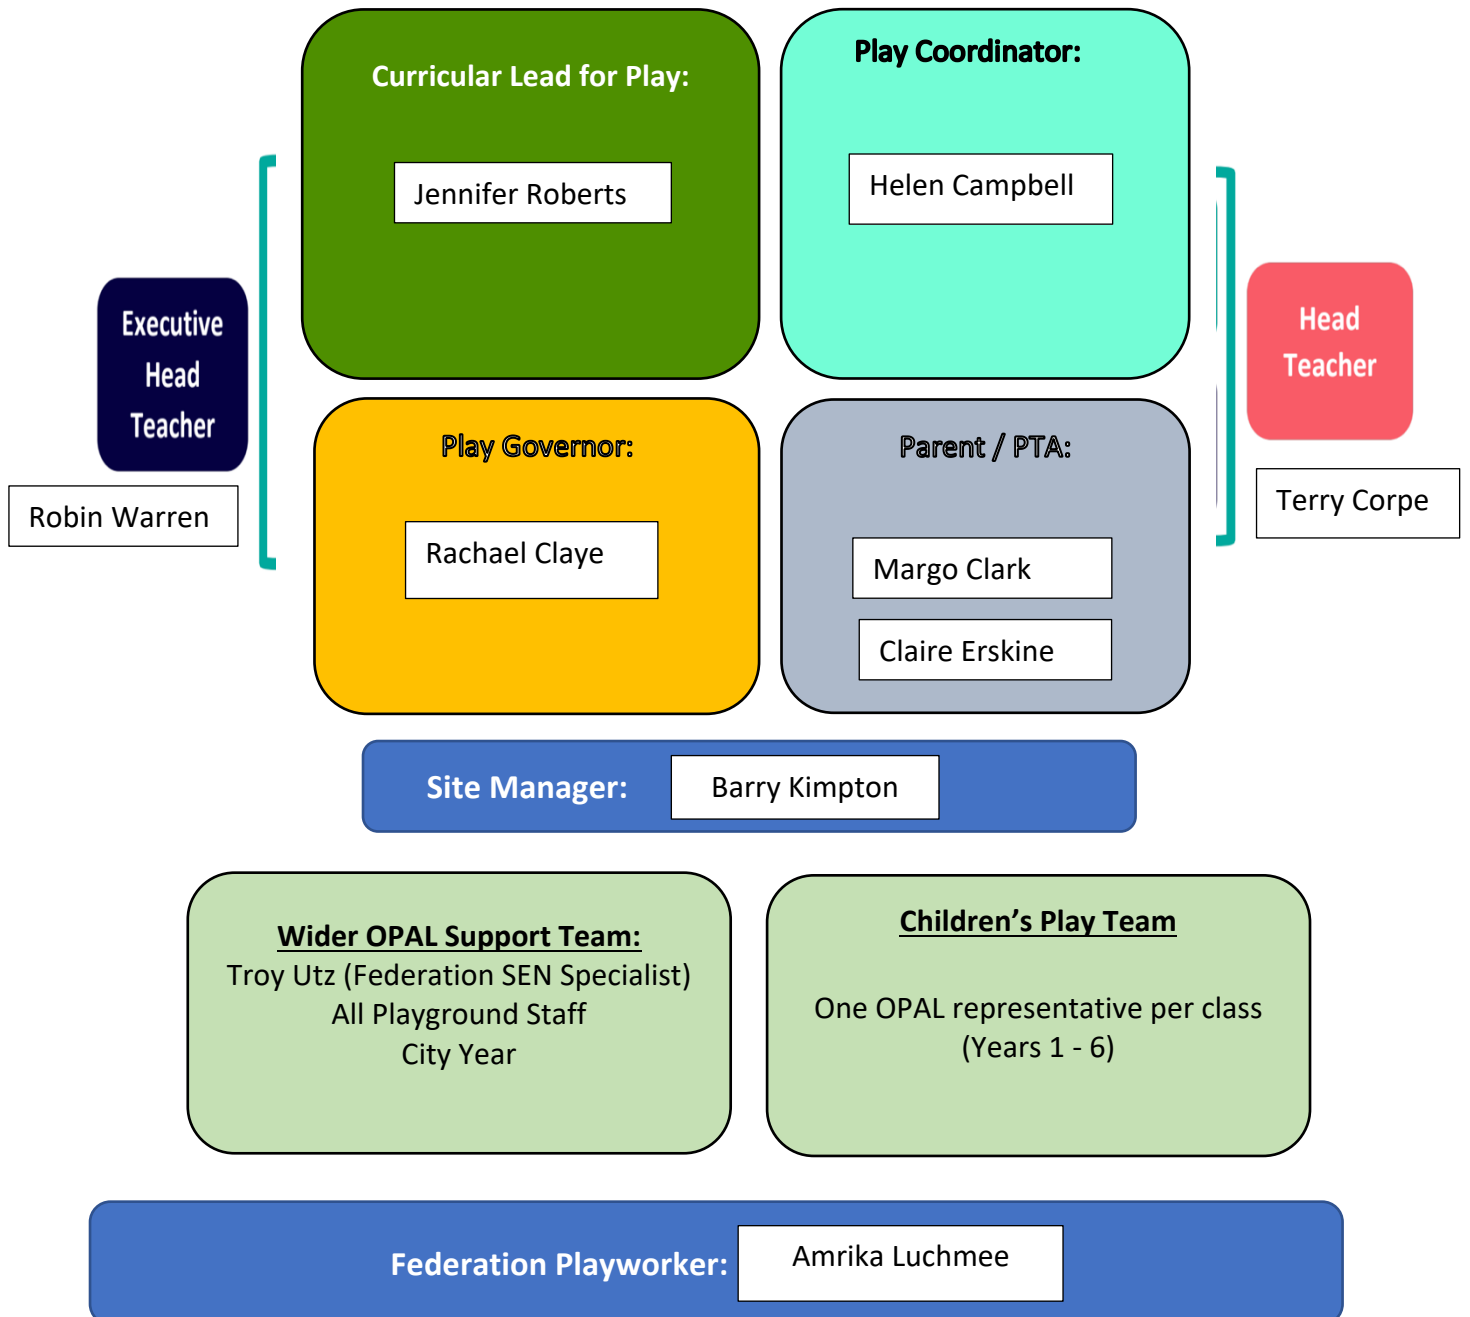 Curricular Lead for Play:
Jennifer Roberts
Play Coordinator:
Helen Campbell
Executive
Head
Teacher
Robin Warren
Head
Teacher
Terry Corpe
Play Governor:
Rachael Claye
Parent / PTA:
Margo Clark
Claire Erskine
Site Manager:
Barry Kimpton
Wider OPAL Support Team:
Troy Utz (Federation SEN Specialist)
All Playground Staff
City Year
Children’s Play Team
One OPAL representative per class
(Years 1 - 6)
Federation Playworker:
Amrika Luchmee